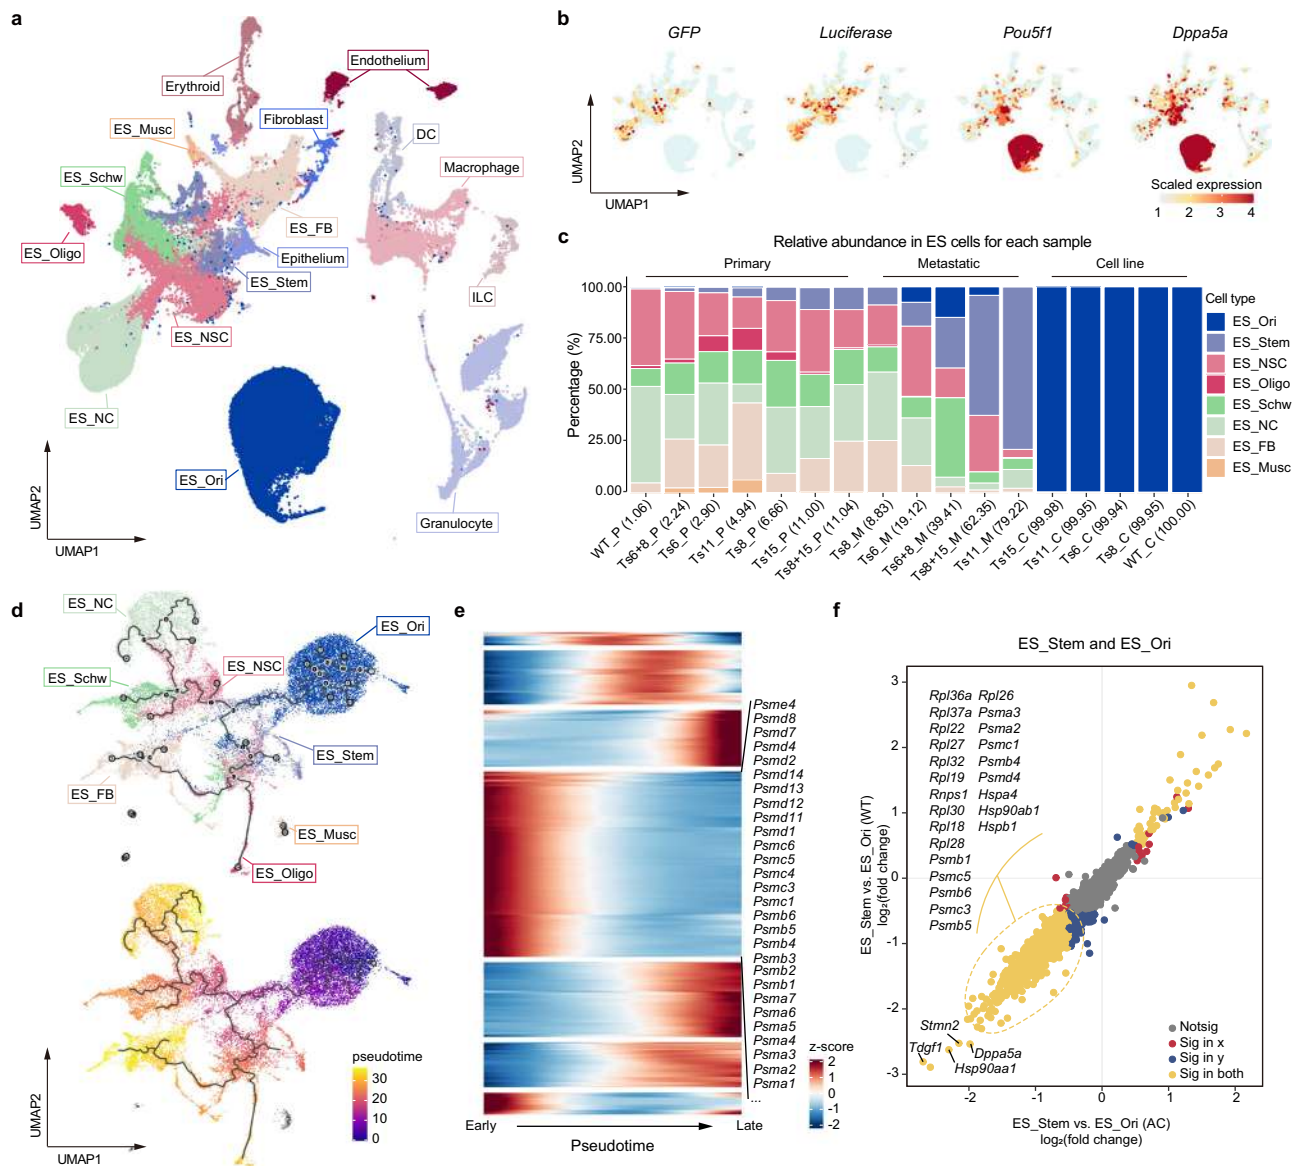 a
Erythroid
Endothelium
Fibroblast
ES_Musc
DC
Macrophage
ES_Schw
ES_FB
ES_Oligo
Epithelium
ES_Stem
ILC
ES_NSC
ES_NC
ES_Ori
Granulocyte
UMAP2
UMAP1
b
GFP
Luciferase
Pou5f1
Dppa5a
UMAP2
UMAP1
Scaled expression
1 2 3 4
c
Relative abundance in ES cells for each sample
Primary
Metastatic
Cell line
Percentage (%)
100.00
75.00
50.00
25.00
0.00
WT_P (1.06)
Ts6+8_P (2.24)
Ts6_P (2.90)
Ts11_P (4.94)
Ts8_P (6.66)
Ts15_P (11.00)
Ts8+15_P (11.04)
Ts8_M (8.83)
Ts6_M (19.12)
Ts6+8_M (39.41)
Ts8+15_M (62.35)
Ts11_M (79.22)
Ts15_C (99.98)
Ts11_C (99.95)
Ts6_C (99.94)
Ts8_C (99.95)
WT_C (100.00)
Cell type
ES_Ori
ES_Stem
ES_NSC
ES_Oligo
ES_Schw
ES_NC
ES_FB
ES_Musc
d
ES_NC
ES_Ori
ES_NSC
ES_Schw
ES_Stem
ES_FB
ES_Musc
ES_Oligo
pseudotime
30
20
10
0
UMAP2
UMAP1
e
Psme4
Psmd8
Psmd7
Psmd4
Psmd2
Psmd14
Psmd13
Psmd12
Psmd11
Psmd1
Psmc6
Psmc5
Psmc4
Psmc3
Psmc1
Psmb6
Psmb5
Psmb4
Psmb3
Psmb2
Psmb1
Psma7
Psma6
Psma5
Psma4
Psma3
Psma2
Psma1
...
z-score
2
1
0
-1
-2
Early
Late
Pseudotime
f
ES_Stem and ES_Ori
ES_Stem vs. ES_Ori (WT)
log₂(fold change)
3
2
1
0
-1
-2
-3
Rpl36a Rpl26
Rpl37a Psma3
Rpl22 Psma2
Rpl27 Psmc1
Rpl32 Psmb4
Rpl19 Psmd4
Rnps1 Hspa4
Rpl30 Hsp90ab1
Rpl18 Hspb1
Rpl28
Psmb1
Psmc5
Psmb6
Psmc3
Psmb5
Stmn2
Tdgf1
Dppa5a
Hsp90aa1
Notsig
Sig in x
Sig in y
Sig in both
-2 -1 0 1 2
ES_Stem vs. ES_Ori (AC)
log₂(fold change)